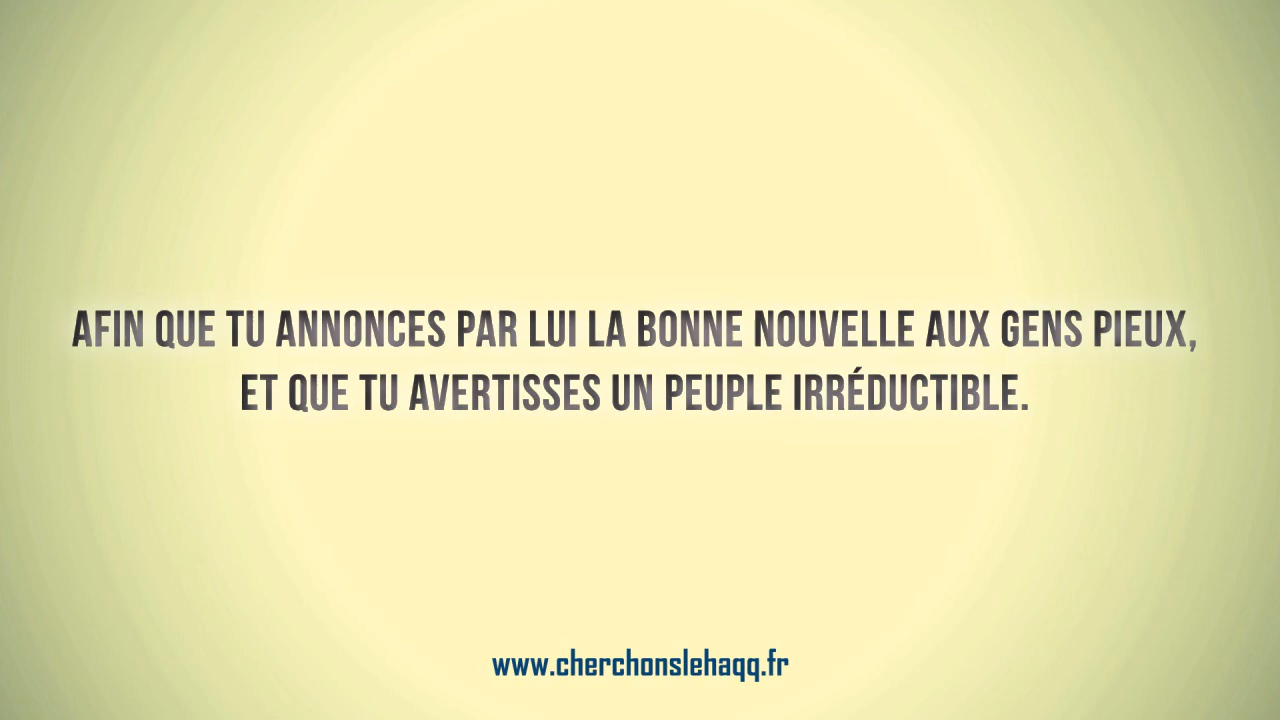 AFIN QUE TU ANNONCES PAR LUI LA BONNE NOUVELLE AUX GENS PIEUX,
ET QUE TU AVERTISSES UN PEUPLE IRRÉDUCTIBLE.
www.cherchonslehaqq.fr